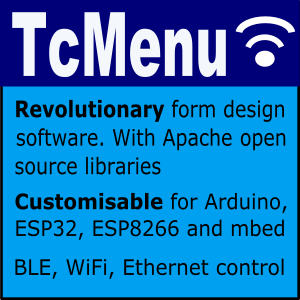 TcMenu
Revolutionary form design
software. With Apache open
source libraries
Customisable for Arduino,
ESP32, ESP8266 and mbed
BLE, WiFi, Ethernet control